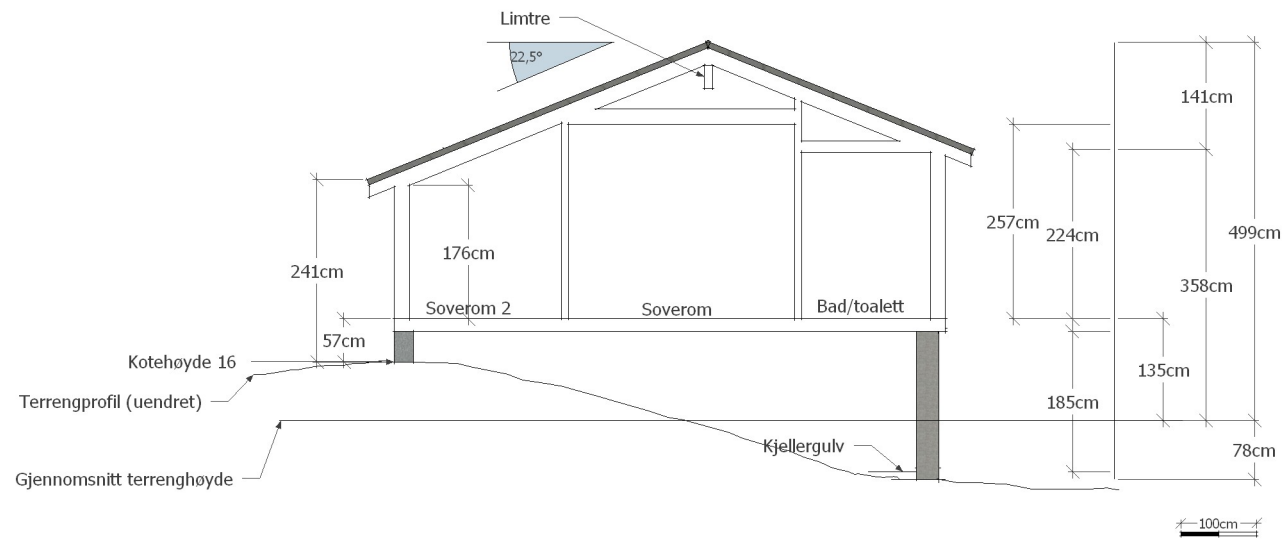 Limtre
22,5°
141cm
257cm
224cm
499cm
176cm
241cm
358cm
Soverom 2
Soverom
Bad/toalett
57cm
Kotehøyde 16
135cm
Terrengprofil (uendret)
185cm
Kjellergulv
78cm
Gjennomsnitt terrenghøyde
100cm